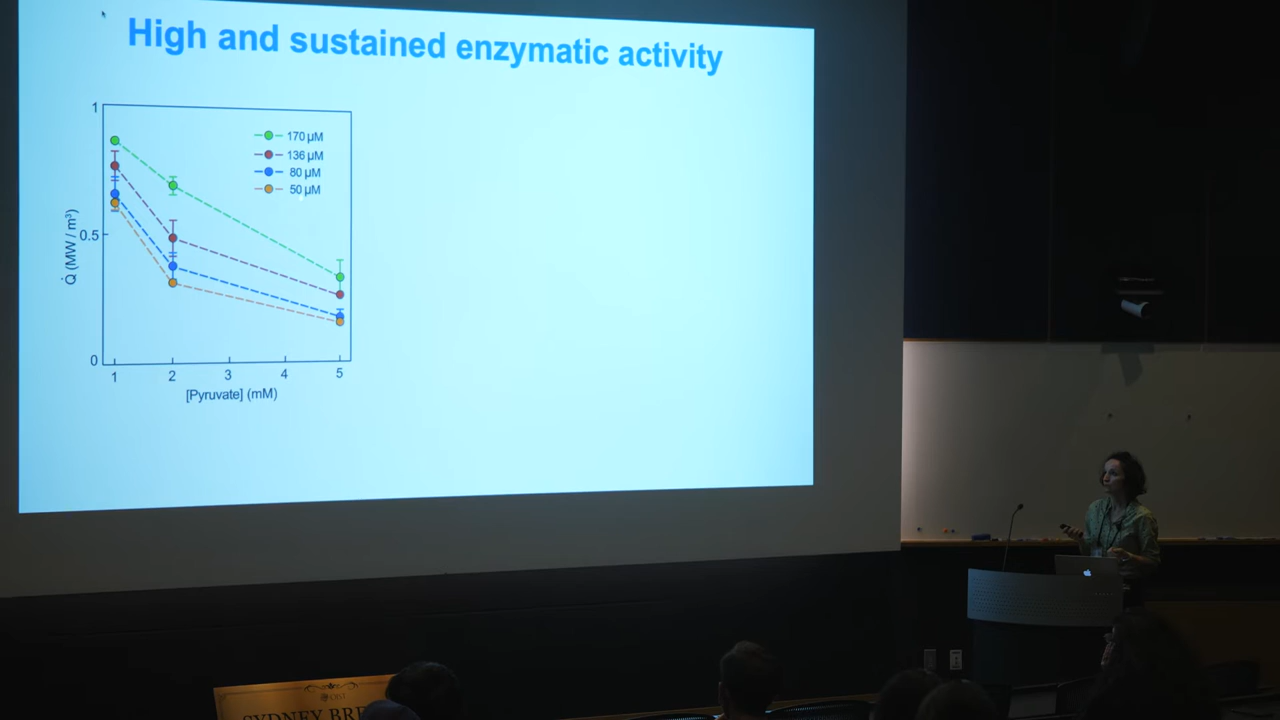 High and sustained enzymatic activity
1
0.5
0
Q̇ (MW / m³)
170 µM
136 µM
80 µM
50 µM
1 2 3 4 5
[Pyruvate] (mM)
SYDNEY